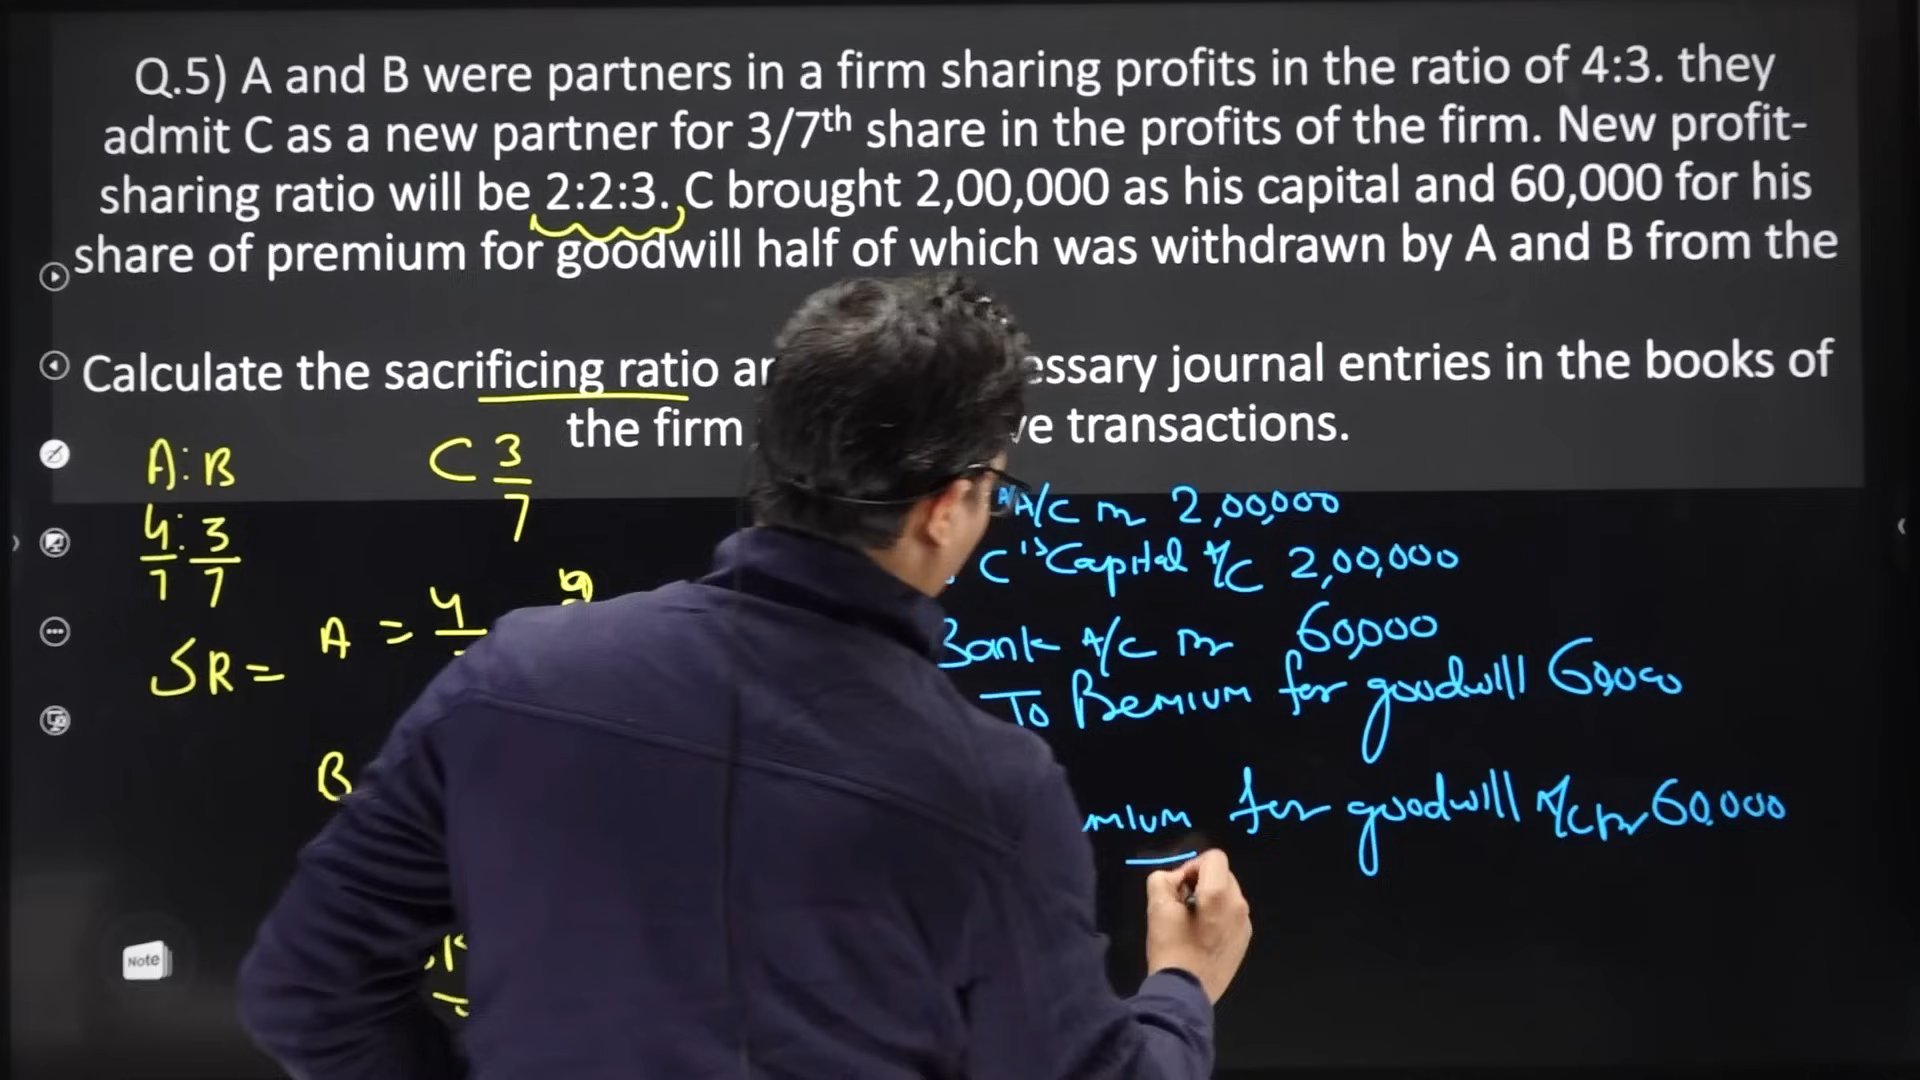 Q.5) A and B were partners in a firm sharing profits in the ratio of 4:3. they
admit C as a new partner for 3/7th share in the profits of the firm. New profit-
sharing ratio will be 2:2:3. C brought 2,00,000 as his capital and 60,000 for his
share of premium for goodwill half of which was withdrawn by A and B from the
Calculate the sacrificing ratio essary journal entries in the books of
the firm transactions.
A : B
4/7 : 3/7
C 3/7
SR =
A = 4
B
A/C Dr 2,00,000
C's Capital A/C 2,00,000
Bank A/C Dr 60,000
To Premium for goodwill 60,000
mium for goodwill A/C Dr 60,000
Note